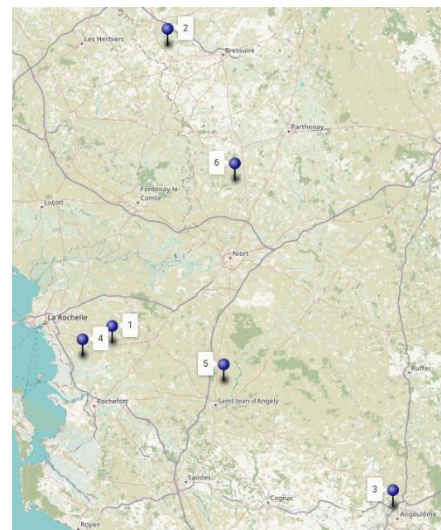 2
Les Herbiers
Bressuire
Parthenay
6
Fontenay-le
Comte
Luçon
Niort
La Rochelle
1
4
5
Ruffec
Rochefort
Saint-Jean-d'Angély
Saintes
3
Cognac
Angoulême
Royan